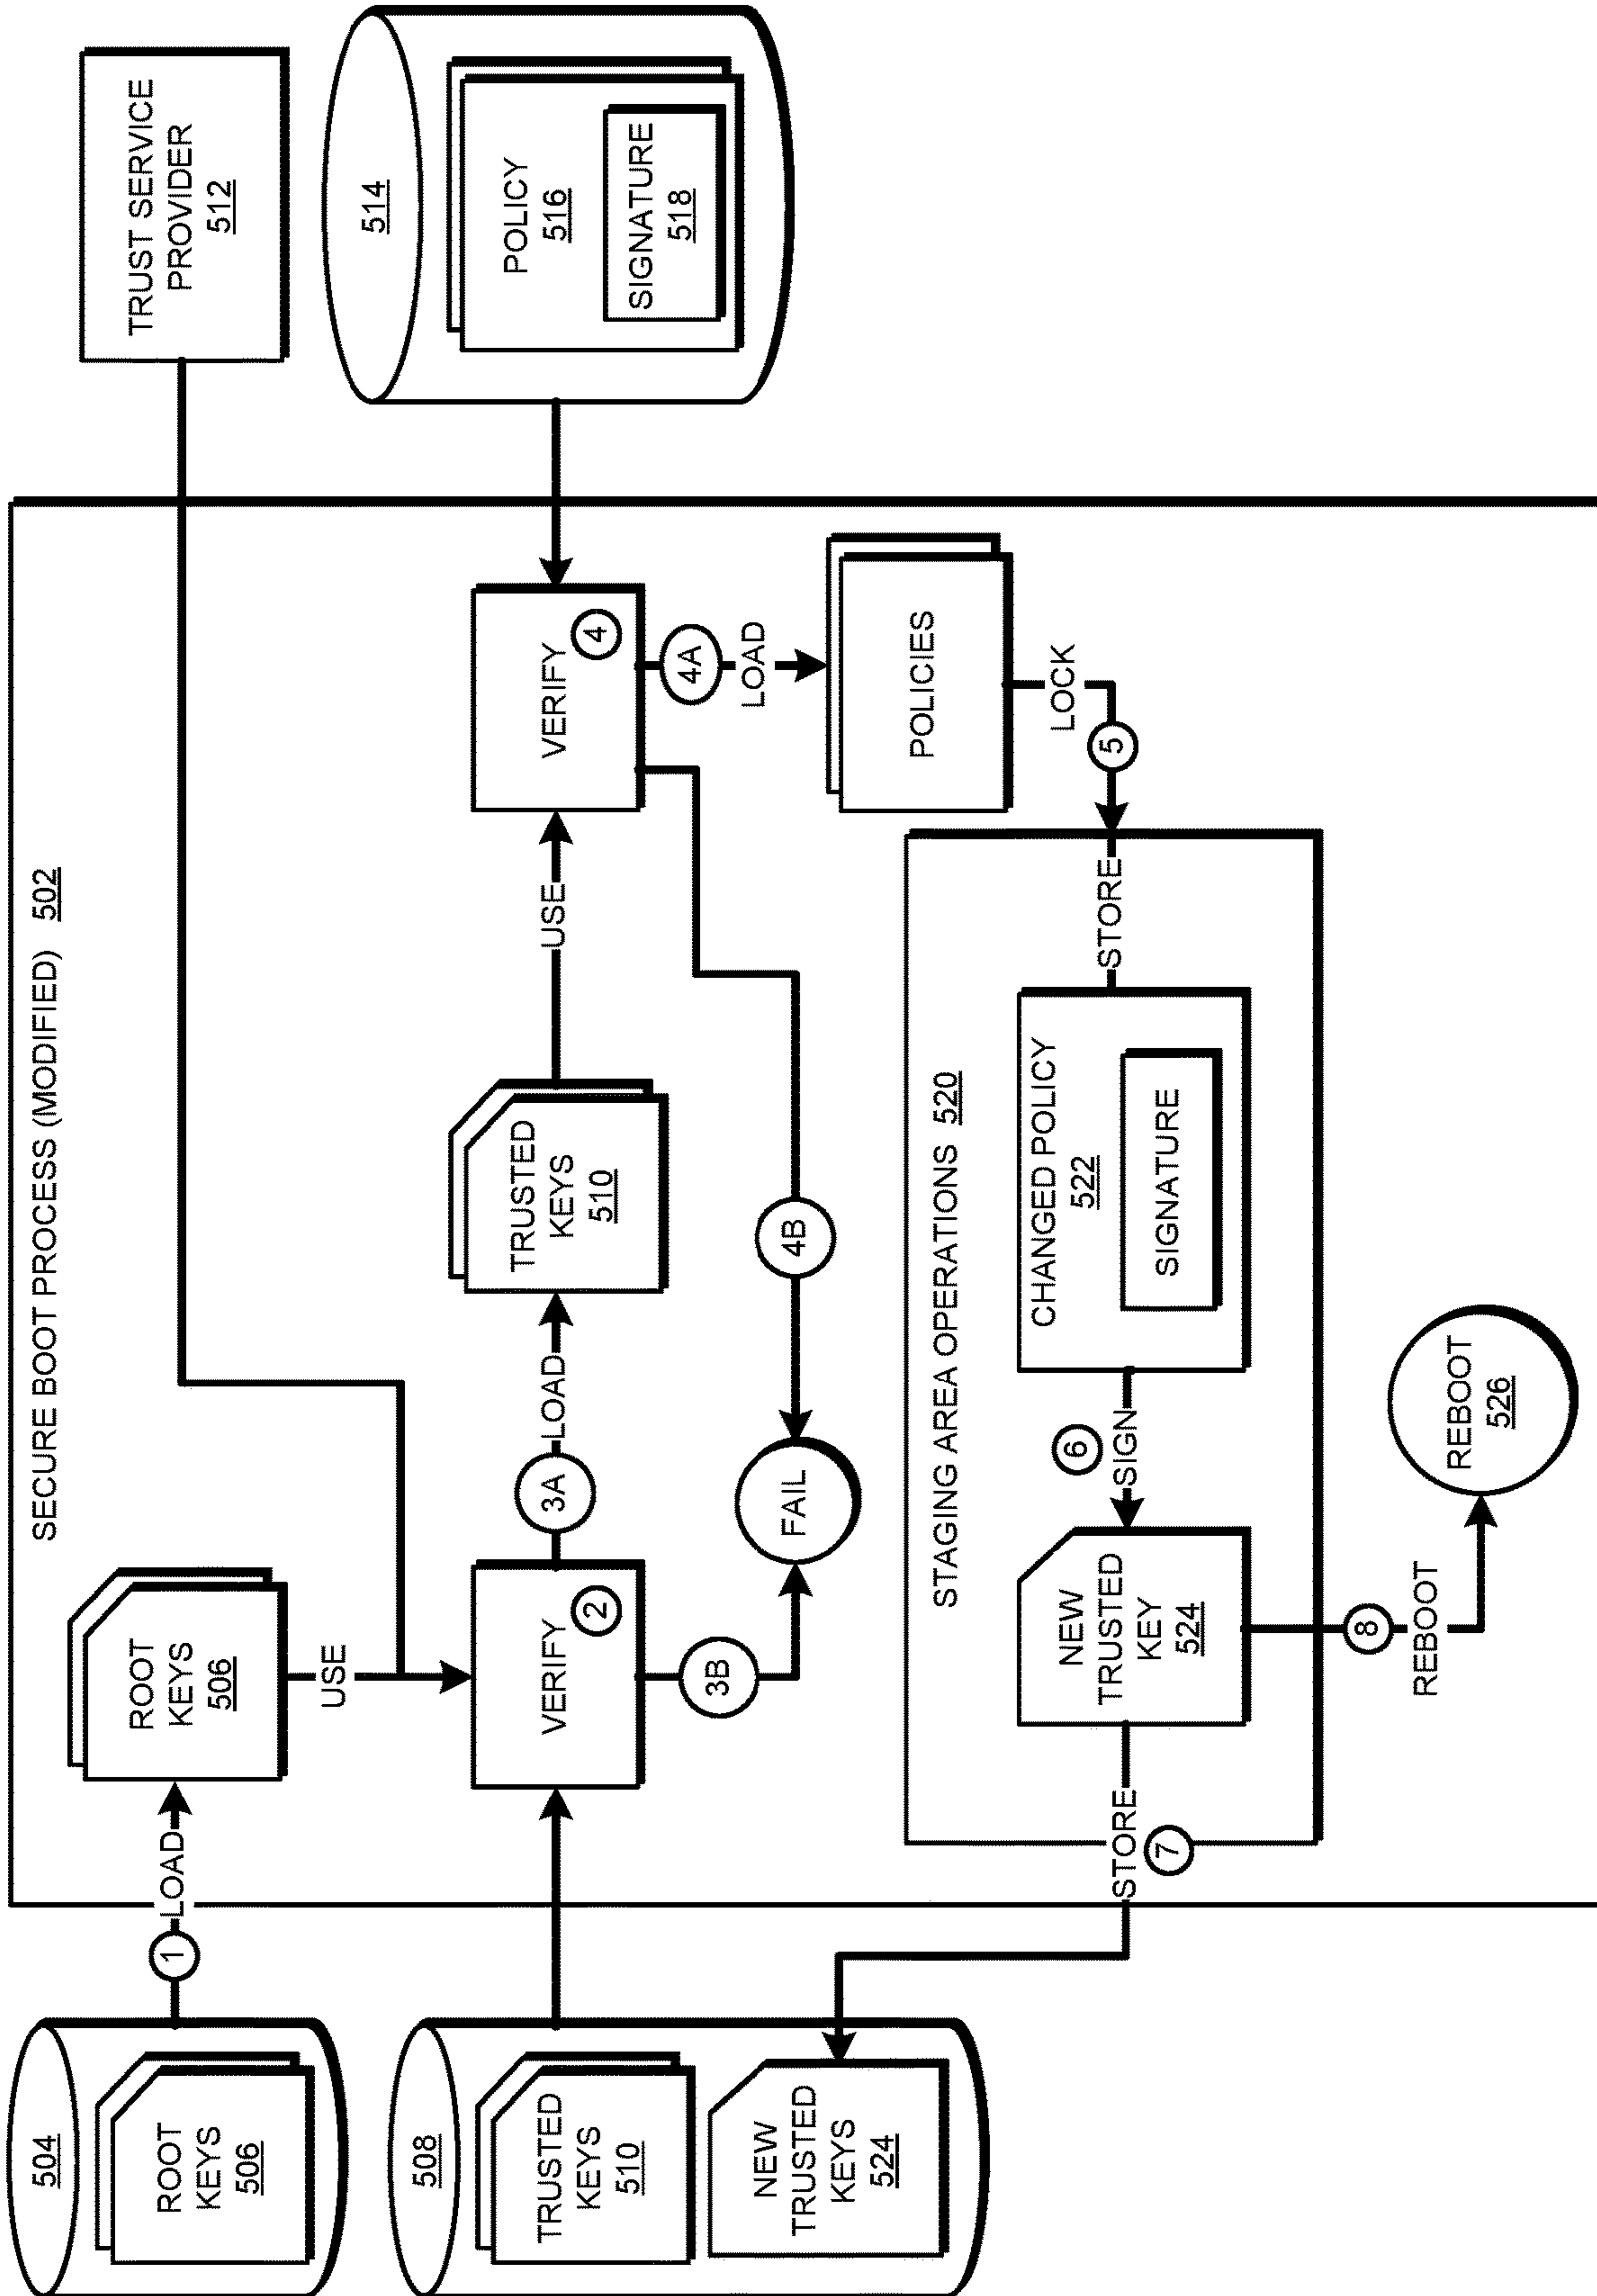 SECURE BOOT PROCESS (MODIFIED) 502
504
ROOT
KEYS
506
1
LOAD
ROOT
KEYS
506
USE
TRUST SERVICE
PROVIDER
512
508
TRUSTED
KEYS
510
NEW
TRUSTED
KEYS
524
VERIFY
2
3A
LOAD
3B
FAIL
TRUSTED
KEYS
510
USE
VERIFY
4
4A
LOAD
4B
514
POLICY
516
SIGNATURE
518
POLICIES
LOCK
5
STAGING AREA OPERATIONS 520
STORE
CHANGED POLICY
522
SIGNATURE
6
SIGN
NEW
TRUSTED
KEY
524
STORE
7
8
REBOOT
REBOOT
526